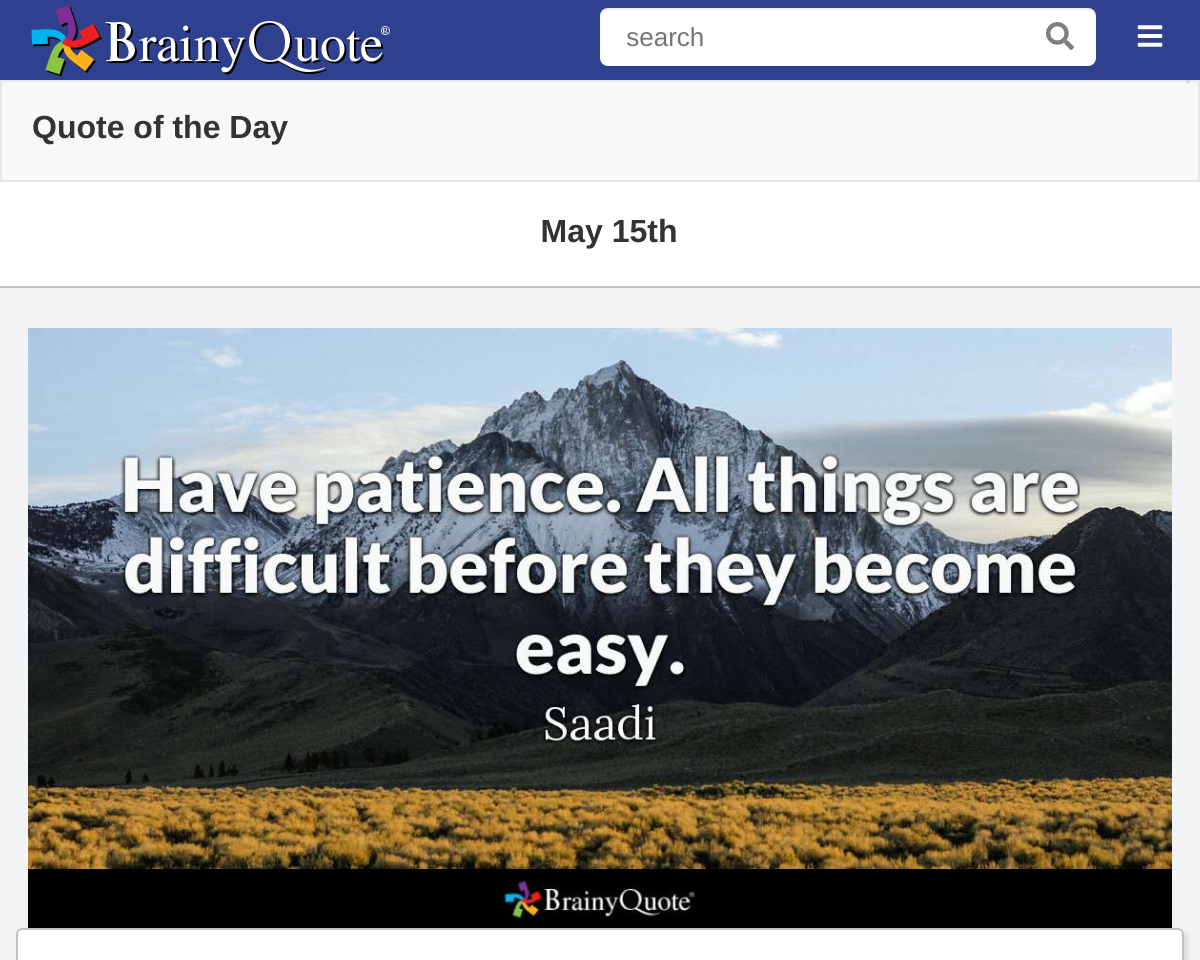 BrainyQuote®
search
Quote of the Day
May 15th
Have patience. All things are
difficult before they become
easy.
Saadi
BrainyQuote®